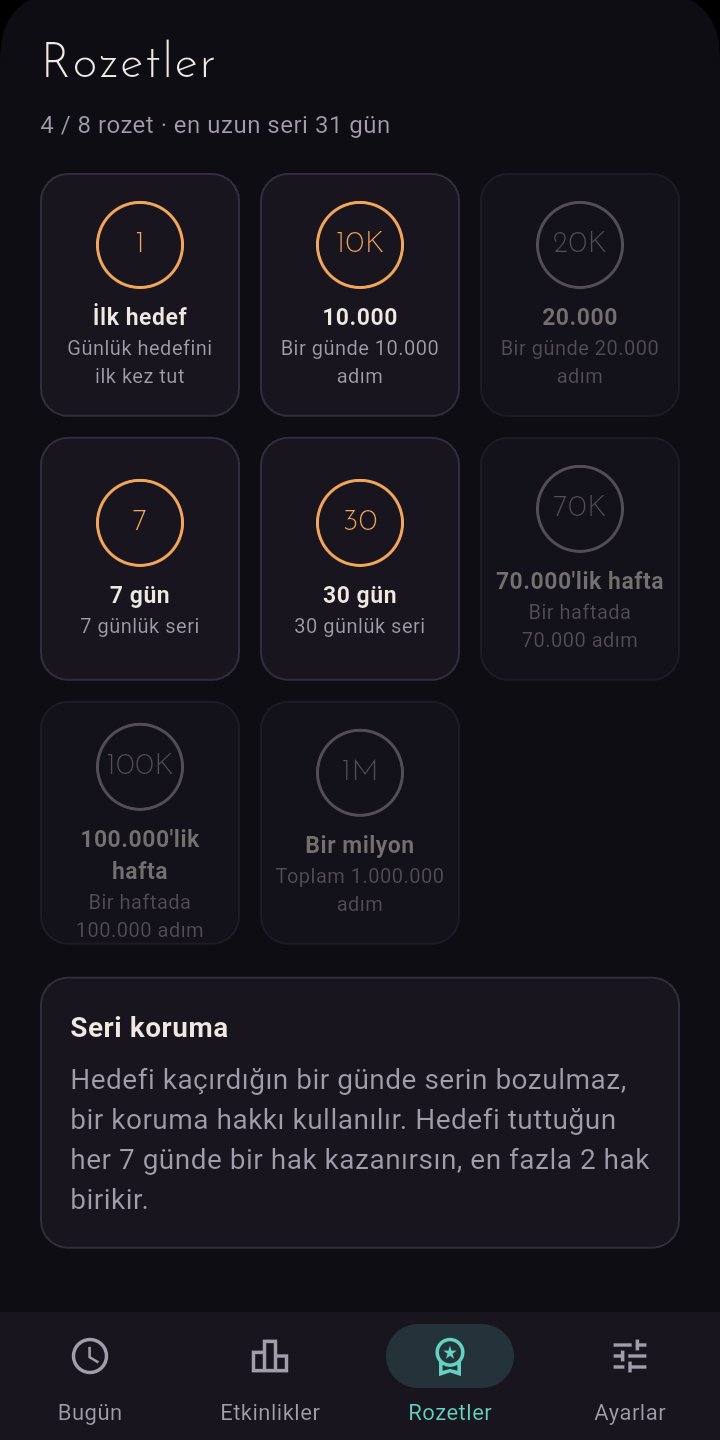 Rozetler
4 / 8 rozet · en uzun seri 31 gün
1
İlk hedef
Günlük hedefini
ilk kez tut
10K
10.000
Bir günde 10.000
adım
20K
20.000
Bir günde 20.000
adım
7
7 gün
7 günlük seri
30
30 gün
30 günlük seri
70K
70.000'lik hafta
Bir haftada
70.000 adım
100K
100.000'lik
hafta
Bir haftada
100.000 adım
1M
Bir milyon
Toplam 1.000.000
adım
Seri koruma
Hedefi kaçırdığın bir günde serin bozulmaz,
bir koruma hakkı kullanılır. Hedefi tuttuğun
her 7 günde bir hak kazanırsın, en fazla 2 hak
birikir.
Bugün
Etkinlikler
Rozetler
Ayarlar